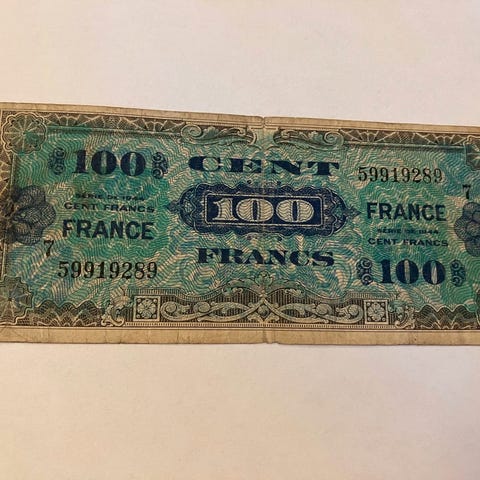 100
CENT
59919289
7
SÉRIE DE 1944
CENT FRANCS
FRANCE
100
FRANCE
SÉRIE DE 1944
CENT FRANCS
7
59919289
FRANCS
100